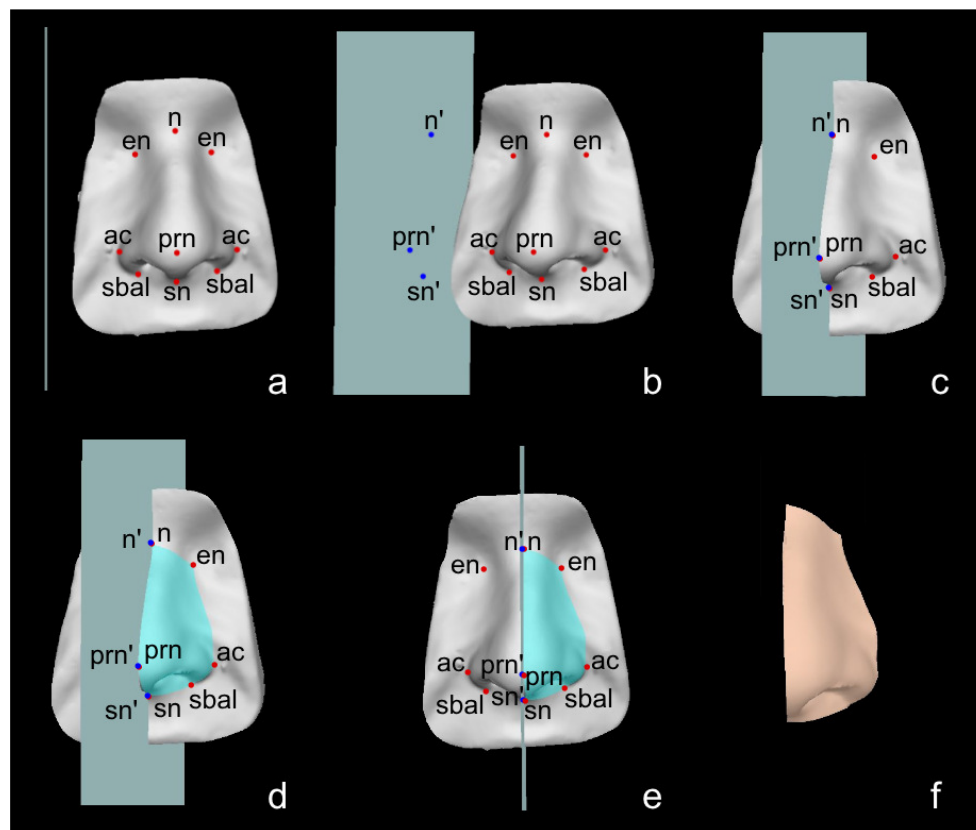 n
en en
ac prn ac
sbal sn sbal
a
n' en n en
prn' ac prn ac
sn' sbal sn sbal
b
n' n
en
prn' prn ac
sn' sn sbal
c
n' n
en
prn' prn ac
sn' sn sbal
d
n' n
en en
ac prn' prn ac
sbal sn' sn sbal
e
f